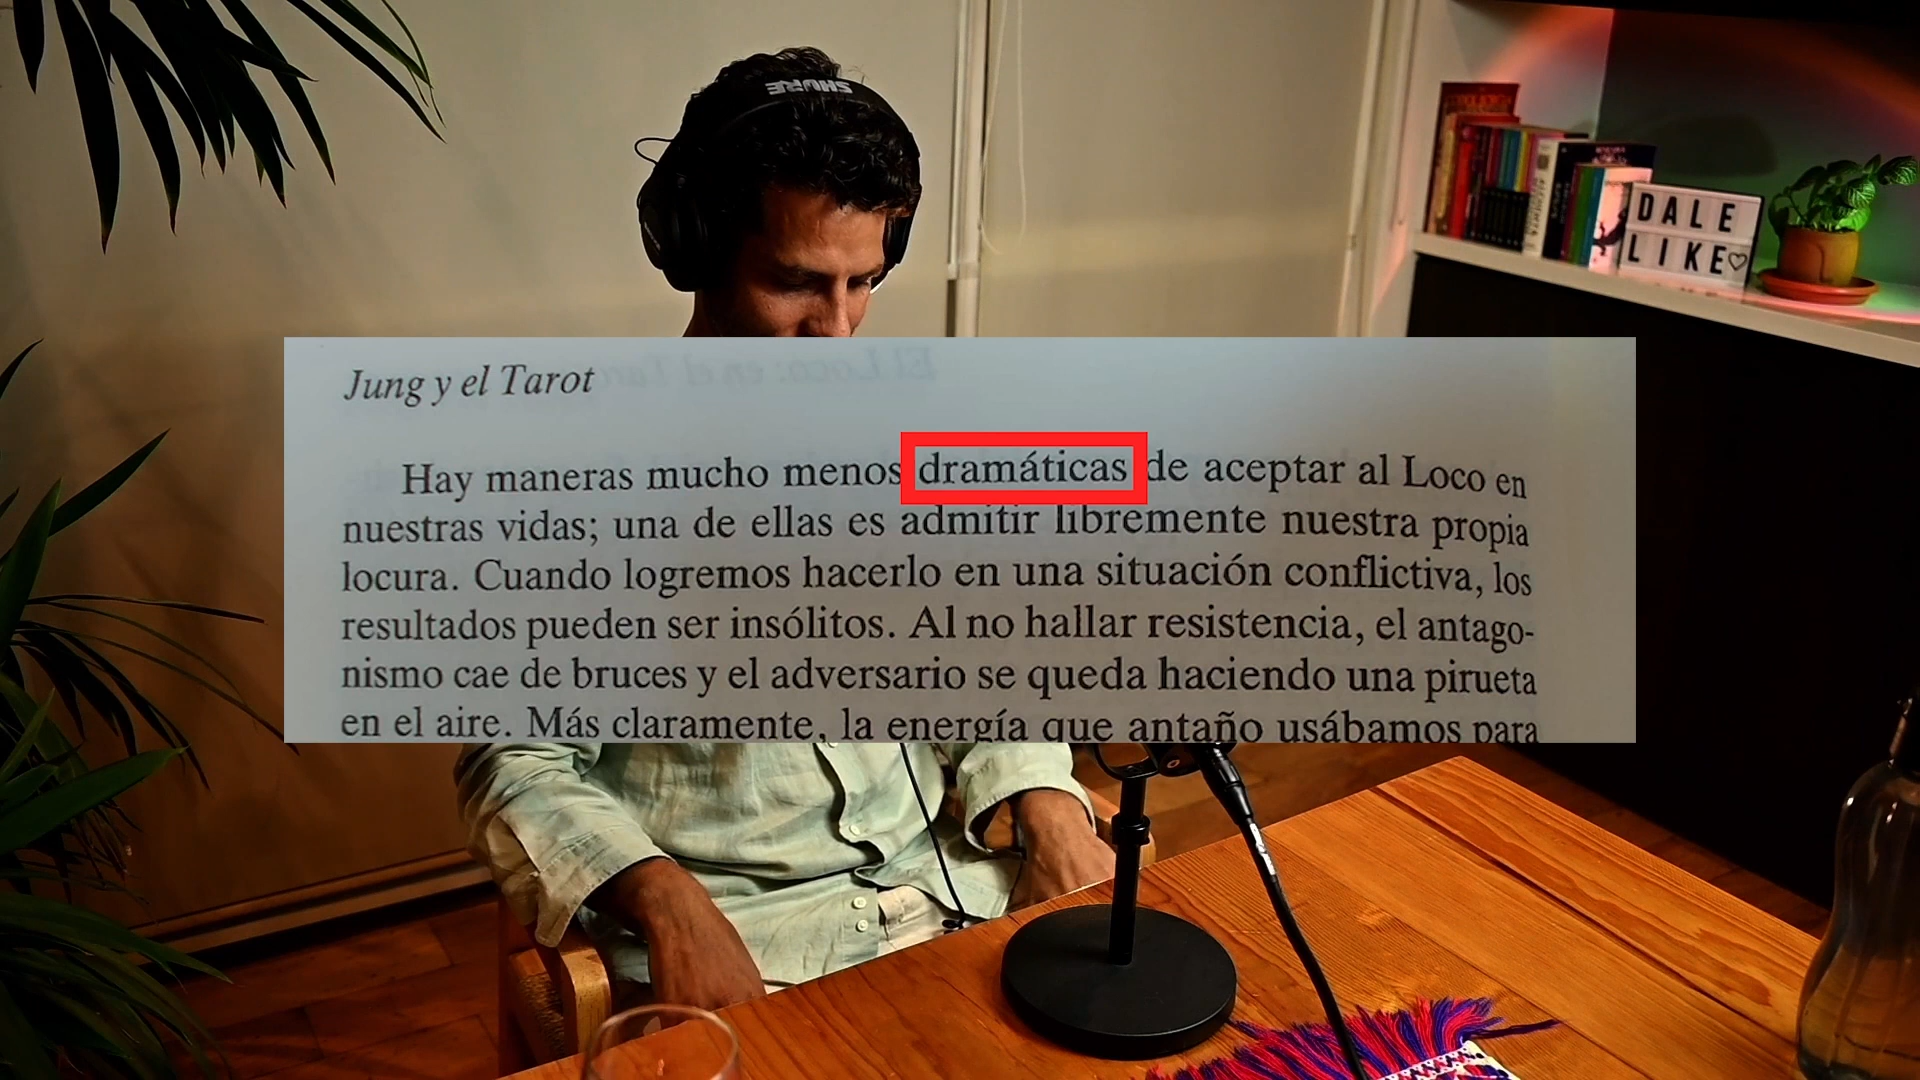 SHURE
DALE
LIKE♡
Jung y el Tarot
Hay maneras mucho menos dramáticas de aceptar al Loco en
nuestras vidas; una de ellas es admitir libremente nuestra propia
locura. Cuando logremos hacerlo en una situación conflictiva, los
resultados pueden ser insólitos. Al no hallar resistencia, el antago-
nismo cae de bruces y el adversario se queda haciendo una pirueta
en el aire. Más claramente, la energía que antaño usábamos para